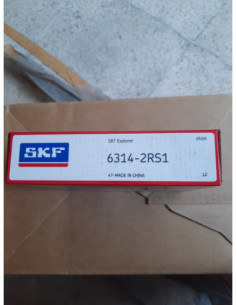 SKF Explorer
SKF
6314-2RS1
MADE IN CHINA